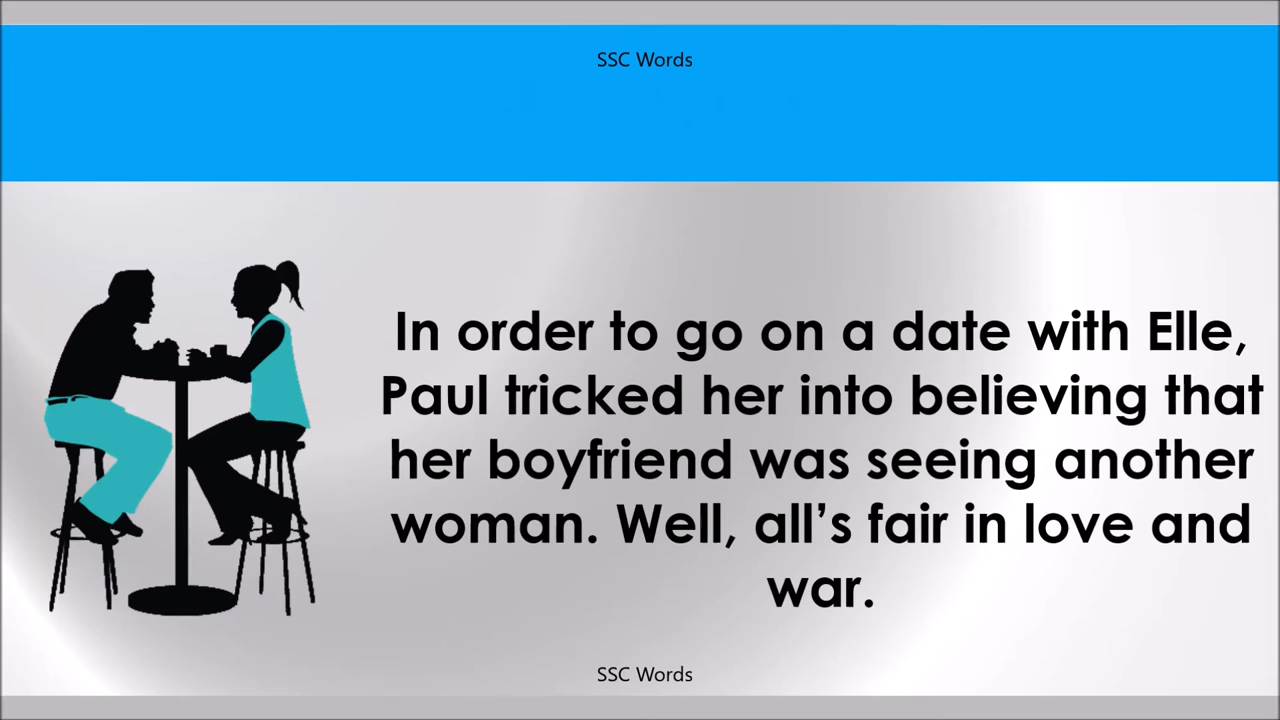 SSC Words
In order to go on a date with Elle,
Paul tricked her into believing that
her boyfriend was seeing another
woman. Well, all’s fair in love and
war.
SSC Words